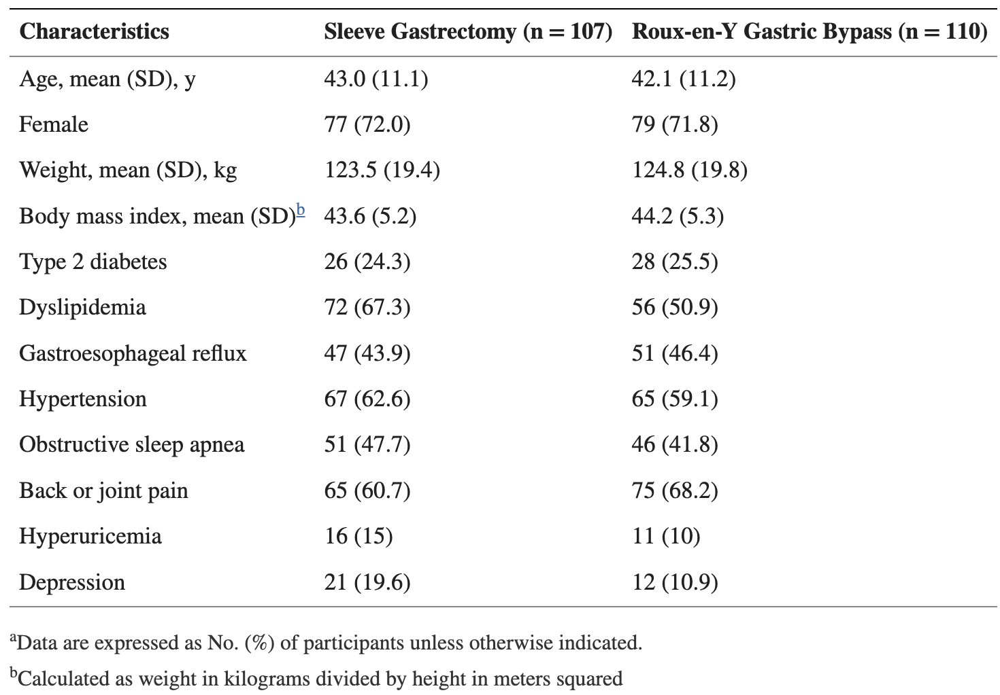 Characteristics Sleeve Gastrectomy (n = 107) Roux-en-Y Gastric Bypass (n = 110)
Age, mean (SD), y 43.0 (11.1) 42.1 (11.2)
Female 77 (72.0) 79 (71.8)
Weight, mean (SD), kg 123.5 (19.4) 124.8 (19.8)
Body mass index, mean (SD)b 43.6 (5.2) 44.2 (5.3)
Type 2 diabetes 26 (24.3) 28 (25.5)
Dyslipidemia 72 (67.3) 56 (50.9)
Gastroesophageal reflux 47 (43.9) 51 (46.4)
Hypertension 67 (62.6) 65 (59.1)
Obstructive sleep apnea 51 (47.7) 46 (41.8)
Back or joint pain 65 (60.7) 75 (68.2)
Hyperuricemia 16 (15) 11 (10)
Depression 21 (19.6) 12 (10.9)
aData are expressed as No. (%) of participants unless otherwise indicated.
bCalculated as weight in kilograms divided by height in meters squared